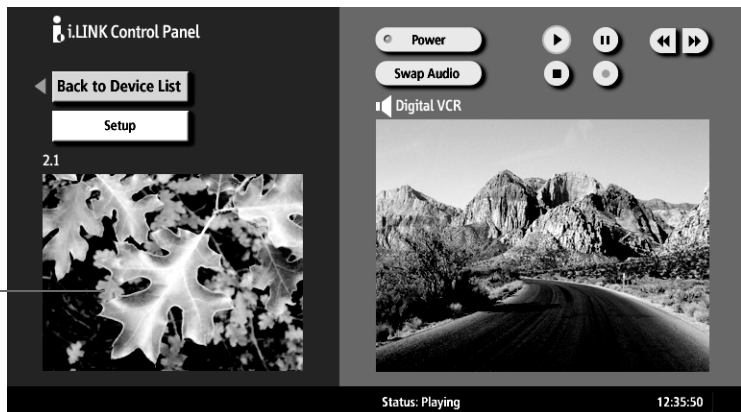 i.LINK Control Panel
Back to Device List
Setup
2.1
Power
Swap Audio
Digital VCR
Status: Playing
12:35:50